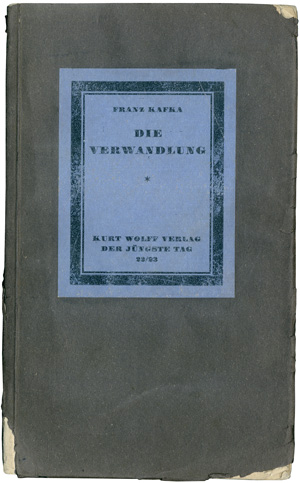 FRANZ KAFKA
DIE
VERWANDLUNG
*
KURT WOLFF VERLAG
DER JÜNGSTE TAG
22/23